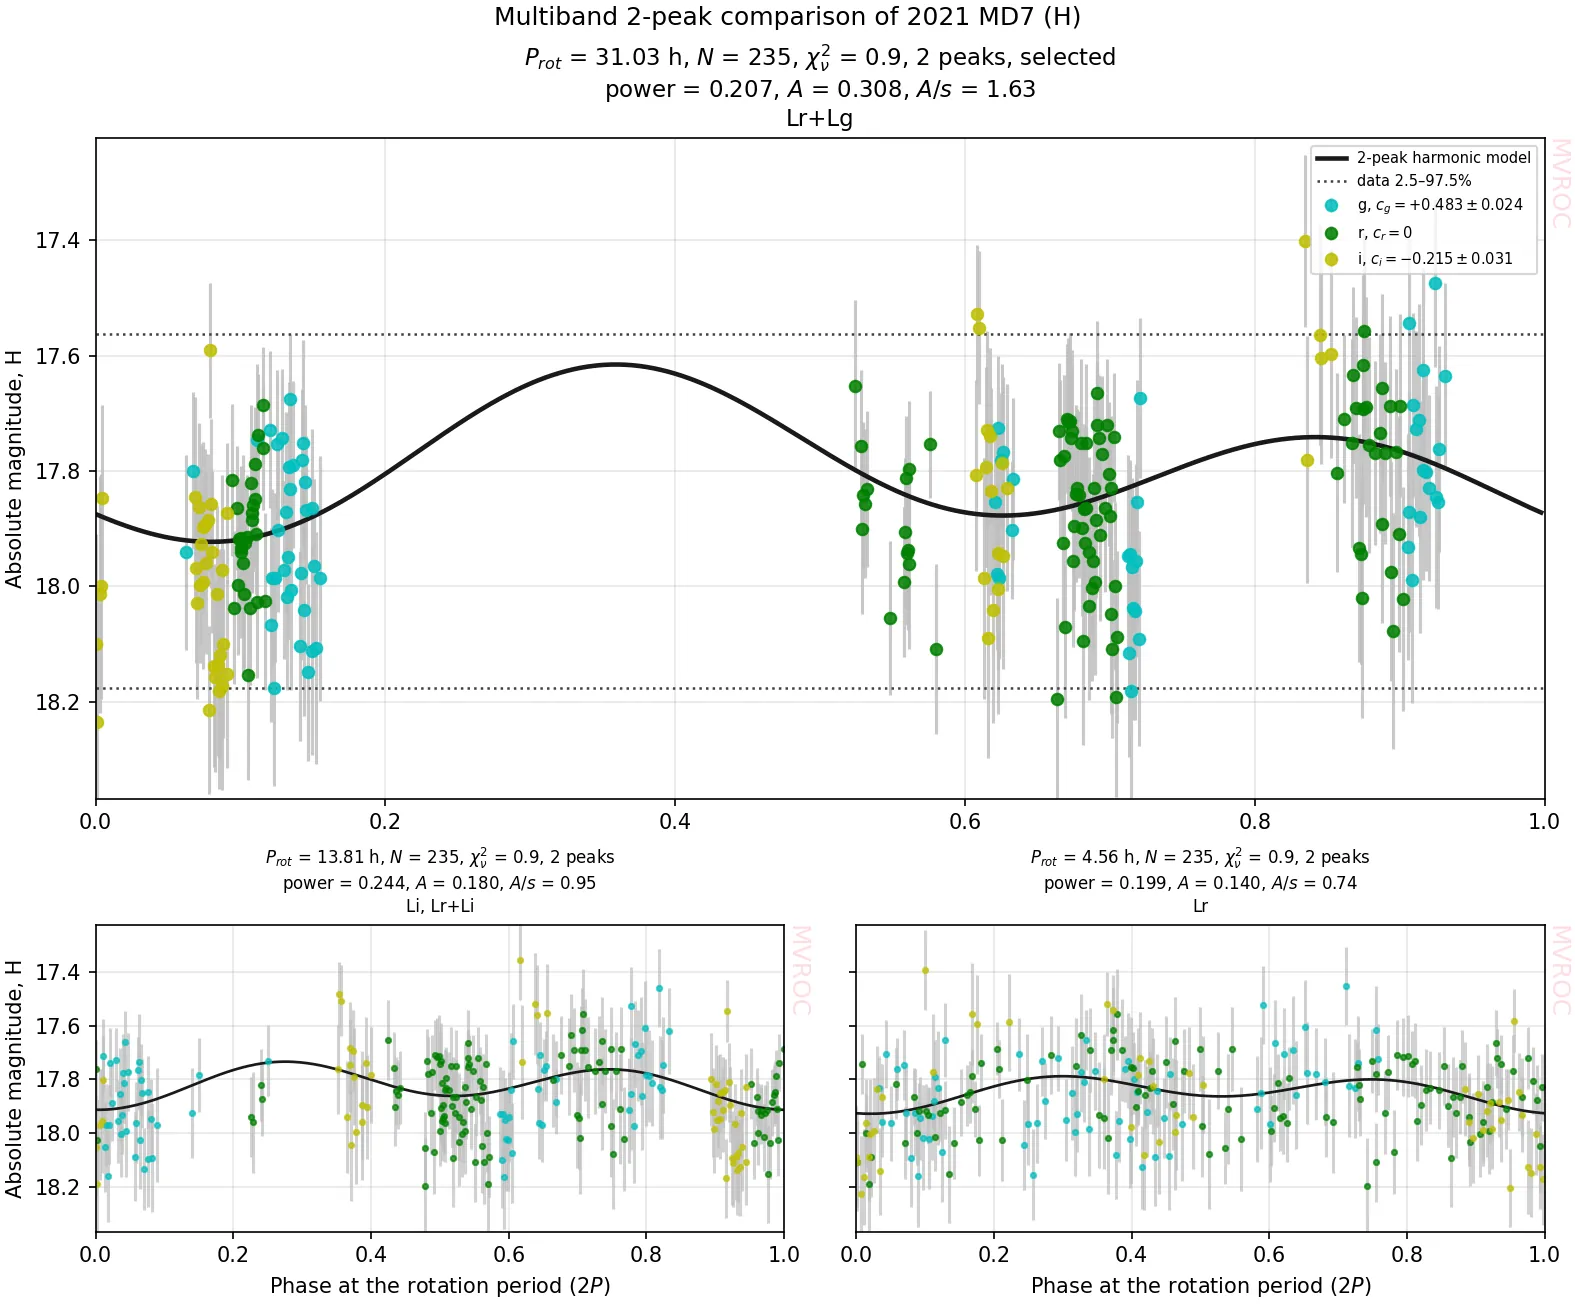 Multiband 2-peak comparison of 2021 MD7 (H)
P_rot = 31.03 h, N = 235, χ²_ν = 0.9, 2 peaks, selected
power = 0.207, A = 0.308, A/s = 1.63
Lr+Lg
2-peak harmonic model
data 2.5–97.5%
g, c_g = +0.483 ± 0.024
r, c_r = 0
i, c_i = −0.215 ± 0.031
MVROC
Absolute magnitude, H
17.4
17.6
17.8
18.0
18.2
0.0 0.2 0.4 0.6 0.8 1.0
P_rot = 13.81 h, N = 235, χ²_ν = 0.9, 2 peaks
power = 0.244, A = 0.180, A/s = 0.95
Li, Lr+Li
MVROC
Absolute magnitude, H
17.4
17.6
17.8
18.0
18.2
0.0 0.2 0.4 0.6 0.8 1.0
Phase at the rotation period (2P)
P_rot = 4.56 h, N = 235, χ²_ν = 0.9, 2 peaks
power = 0.199, A = 0.140, A/s = 0.74
Lr
MVROC
0.0 0.2 0.4 0.6 0.8 1.0
Phase at the rotation period (2P)